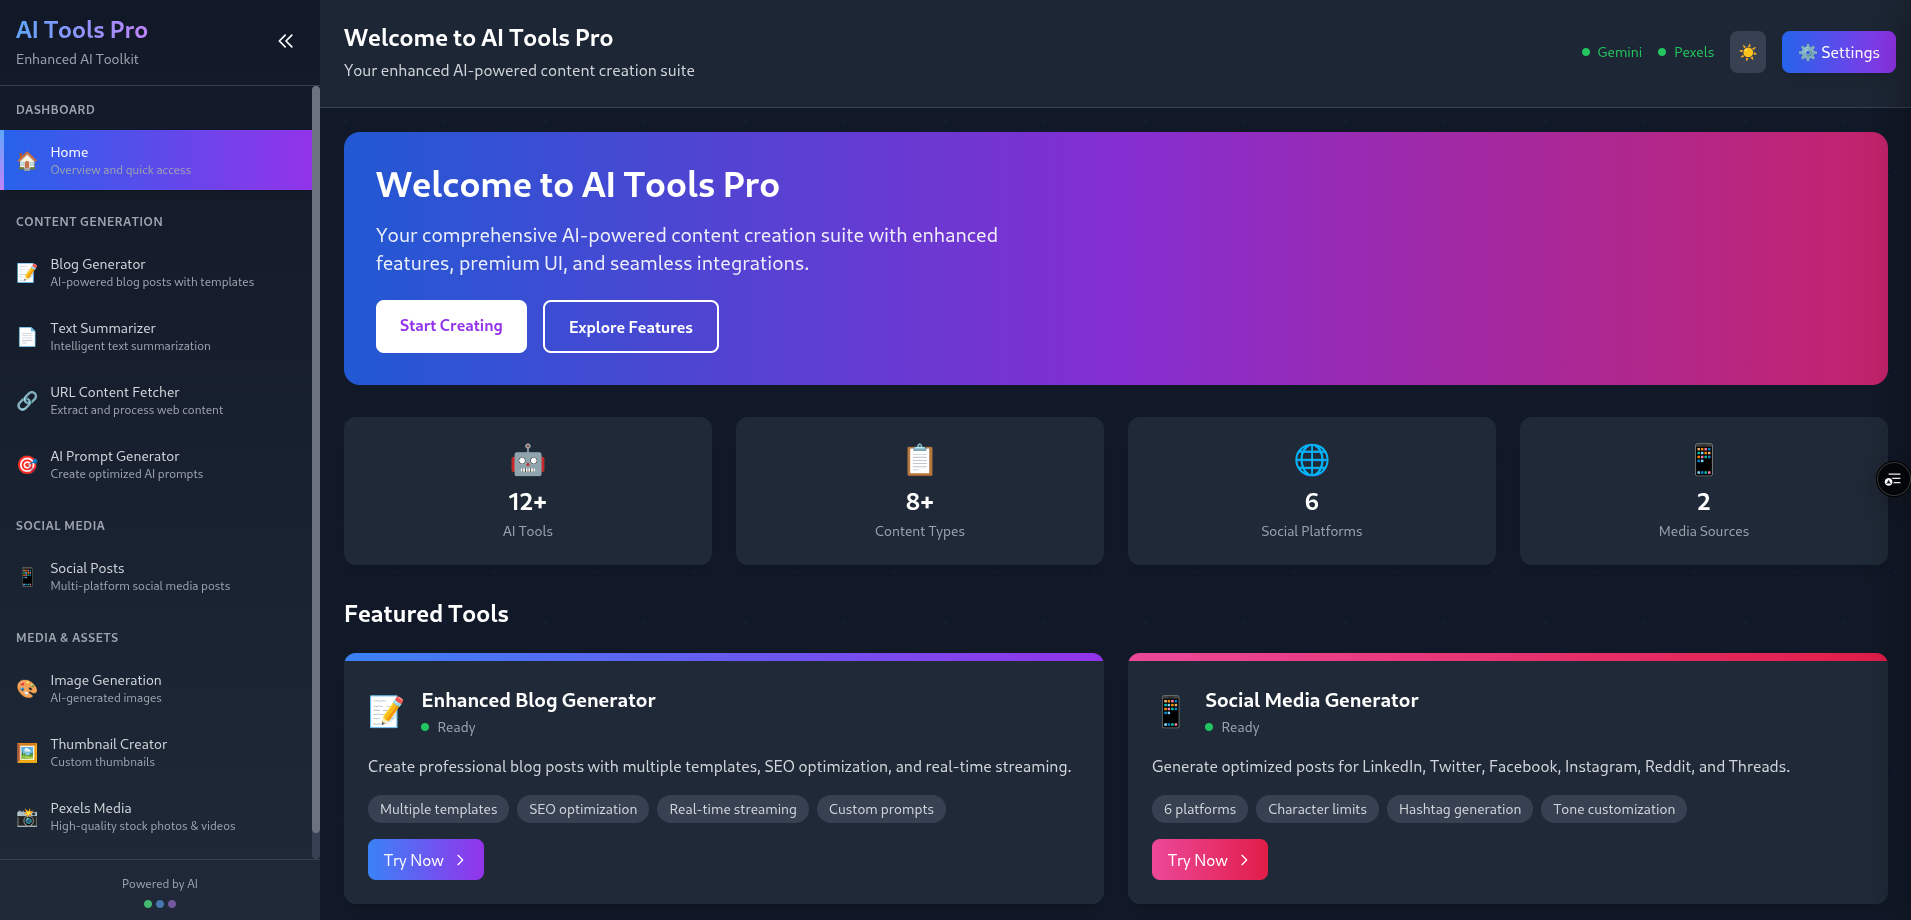 AI Tools Pro
Enhanced AI Toolkit
DASHBOARD
Home
Overview and quick access
CONTENT GENERATION
Blog Generator
AI-powered blog posts with templates
Text Summarizer
Intelligent text summarization
URL Content Fetcher
Extract and process web content
AI Prompt Generator
Create optimized AI prompts
SOCIAL MEDIA
Social Posts
Multi-platform social media posts
MEDIA & ASSETS
Image Generation
AI-generated images
Thumbnail Creator
Custom thumbnails
Pexels Media
High-quality stock photos & videos
Powered by AI
Welcome to AI Tools Pro
Your enhanced AI-powered content creation suite
Gemini
Pexels
Settings
Welcome to AI Tools Pro
Your comprehensive AI-powered content creation suite with enhanced
features, premium UI, and seamless integrations.
Start Creating
Explore Features
12+
AI Tools
8+
Content Types
6
Social Platforms
2
Media Sources
Featured Tools
Enhanced Blog Generator
Ready
Create professional blog posts with multiple templates, SEO optimization, and real-time streaming.
Multiple templates
SEO optimization
Real-time streaming
Custom prompts
Try Now
Social Media Generator
Ready
Generate optimized posts for LinkedIn, Twitter, Facebook, Instagram, Reddit, and Threads.
6 platforms
Character limits
Hashtag generation
Tone customization
Try Now